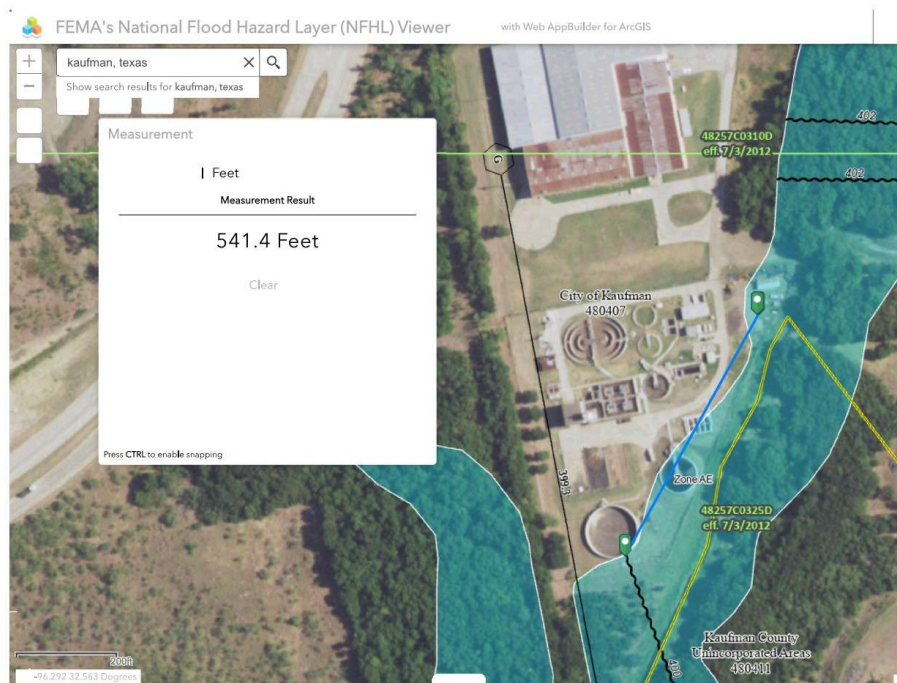 FEMA's National Flood Hazard Layer (NFHL) Viewer
with Web AppBuilder for ArcGIS
+
kaufman, texas
−
Show search results for kaufman, texas
Measurement
Feet
Measurement Result
541.4 Feet
Clear
Press CTRL to enable snapping
402
48257C0310D
eff. 7/3/2012
402
G
City of Kaufman
480407
399.3
Zone AE
48257C0325D
eff. 7/3/2012
Kaufman County
Unincorporated Areas
480411
400
200ft
-96.292 32.563 Degrees